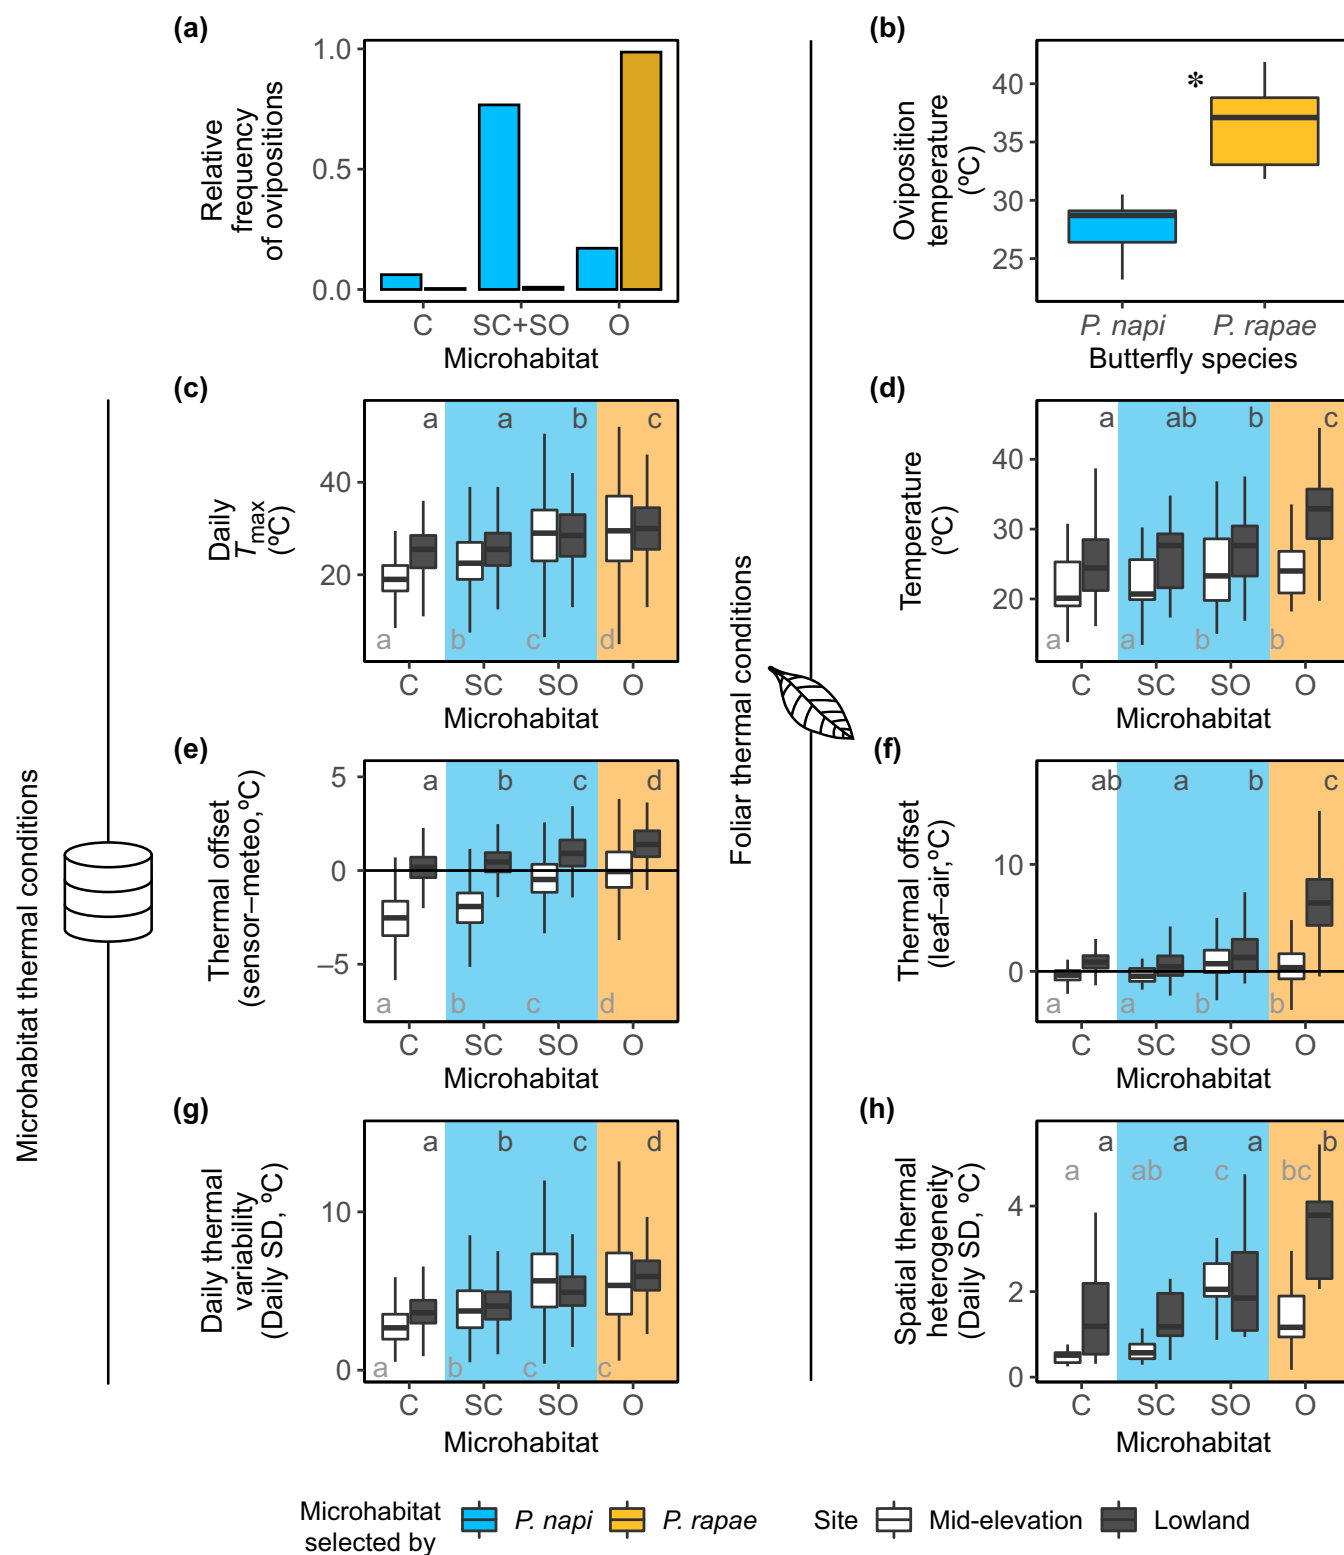 (a)
Relative
frequency
of ovipositions
1.0
0.5
0.0
C SC+SO O
Microhabitat
(b)
Oviposition
temperature
(ºC)
*
40
35
30
25
P. napi P. rapae
Butterfly species
Microhabitat thermal conditions
Foliar thermal conditions
(c)
Daily
Tmax
(ºC)
40
20
a a b c
a b c d
C SC SO O
Microhabitat
(d)
Temperature
(ºC)
40
30
20
a ab b c
a a b b
C SC SO O
Microhabitat
(e)
Thermal offset
(sensor–meteo,ºC)
5
0
–5
a b c d
a b c d
C SC SO O
Microhabitat
(f)
Thermal offset
(leaf–air,ºC)
10
0
ab a b c
a a b b
C SC SO O
Microhabitat
(g)
Daily thermal
variability
(Daily SD, ºC)
10
0
a b c d
a b c c
C SC SO O
Microhabitat
(h)
Spatial thermal
heterogeneity
(Daily SD, ºC)
4
2
0
a a a b
a ab c bc
C SC SO O
Microhabitat
Microhabitat
selected by
P. napi P. rapae
Site Mid-elevation Lowland